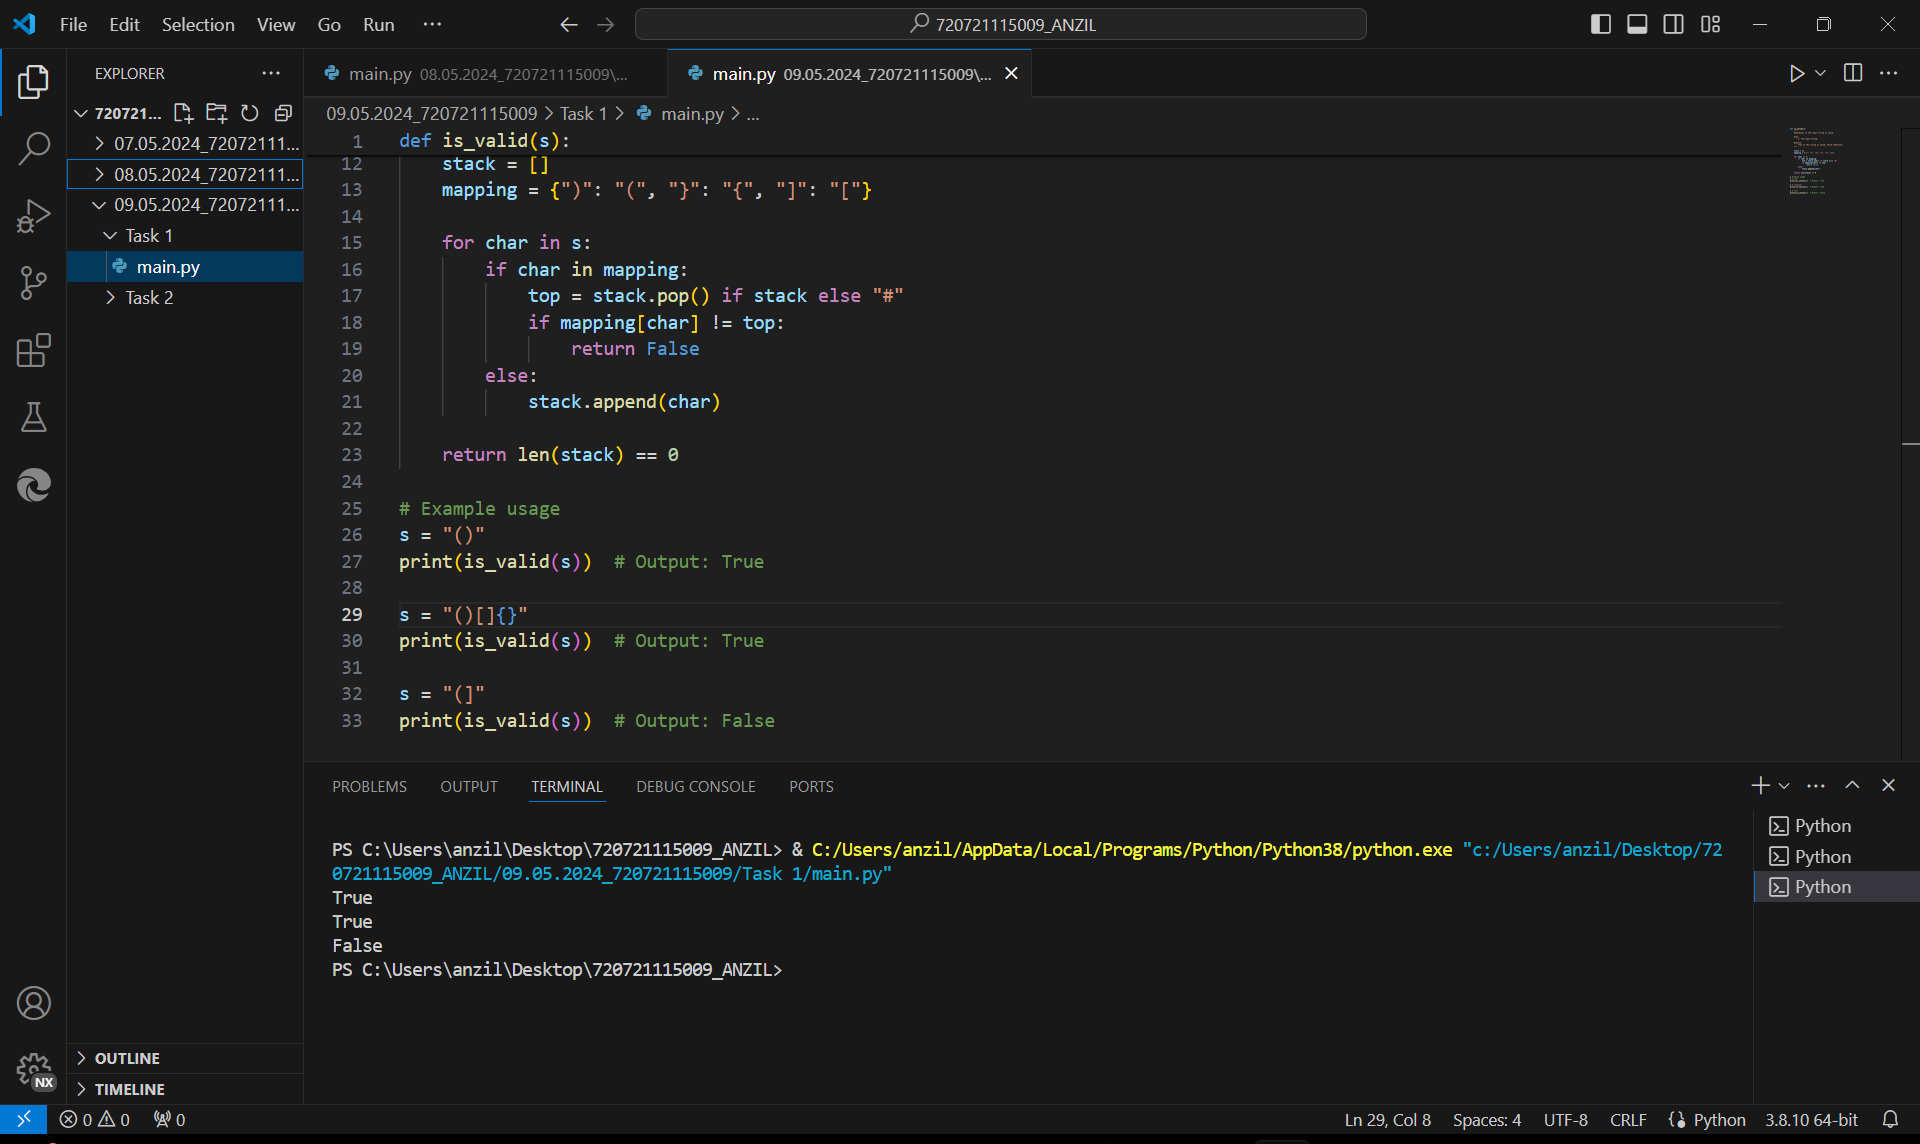 File Edit Selection View Go Run ... 720721115009_ANZIL
EXPLORER ...
720721...
07.05.2024_72072111...
08.05.2024_72072111...
09.05.2024_72072111...
Task 1
main.py
Task 2
OUTLINE
TIMELINE
main.py 08.05.2024_720721115009\...
main.py 09.05.2024_720721115009\...
09.05.2024_720721115009 > Task 1 > main.py > ...
1 def is_valid(s):
12 stack = []
13 mapping = {")": "(", "}": "{", "]": "["}
14
15 for char in s:
16 if char in mapping:
17 top = stack.pop() if stack else "#"
18 if mapping[char] != top:
19 return False
20 else:
21 stack.append(char)
22
23 return len(stack) == 0
24
25 # Example usage
26 s = "()"
27 print(is_valid(s)) # Output: True
28
29 s = "()[]{}"
30 print(is_valid(s)) # Output: True
31
32 s = "(]"
33 print(is_valid(s)) # Output: False
PROBLEMS OUTPUT TERMINAL DEBUG CONSOLE PORTS
PS C:\Users\anzil\Desktop\720721115009_ANZIL> & C:/Users/anzil/AppData/Local/Programs/Python/Python38/python.exe "c:/Users/anzil/Desktop/72
0721115009_ANZIL/09.05.2024_720721115009/Task 1/main.py"
True
True
False
PS C:\Users\anzil\Desktop\720721115009_ANZIL>
Python
Python
Python
NX
0 0 0 Ln 29, Col 8 Spaces: 4 UTF-8 CRLF Python 3.8.10 64-bit